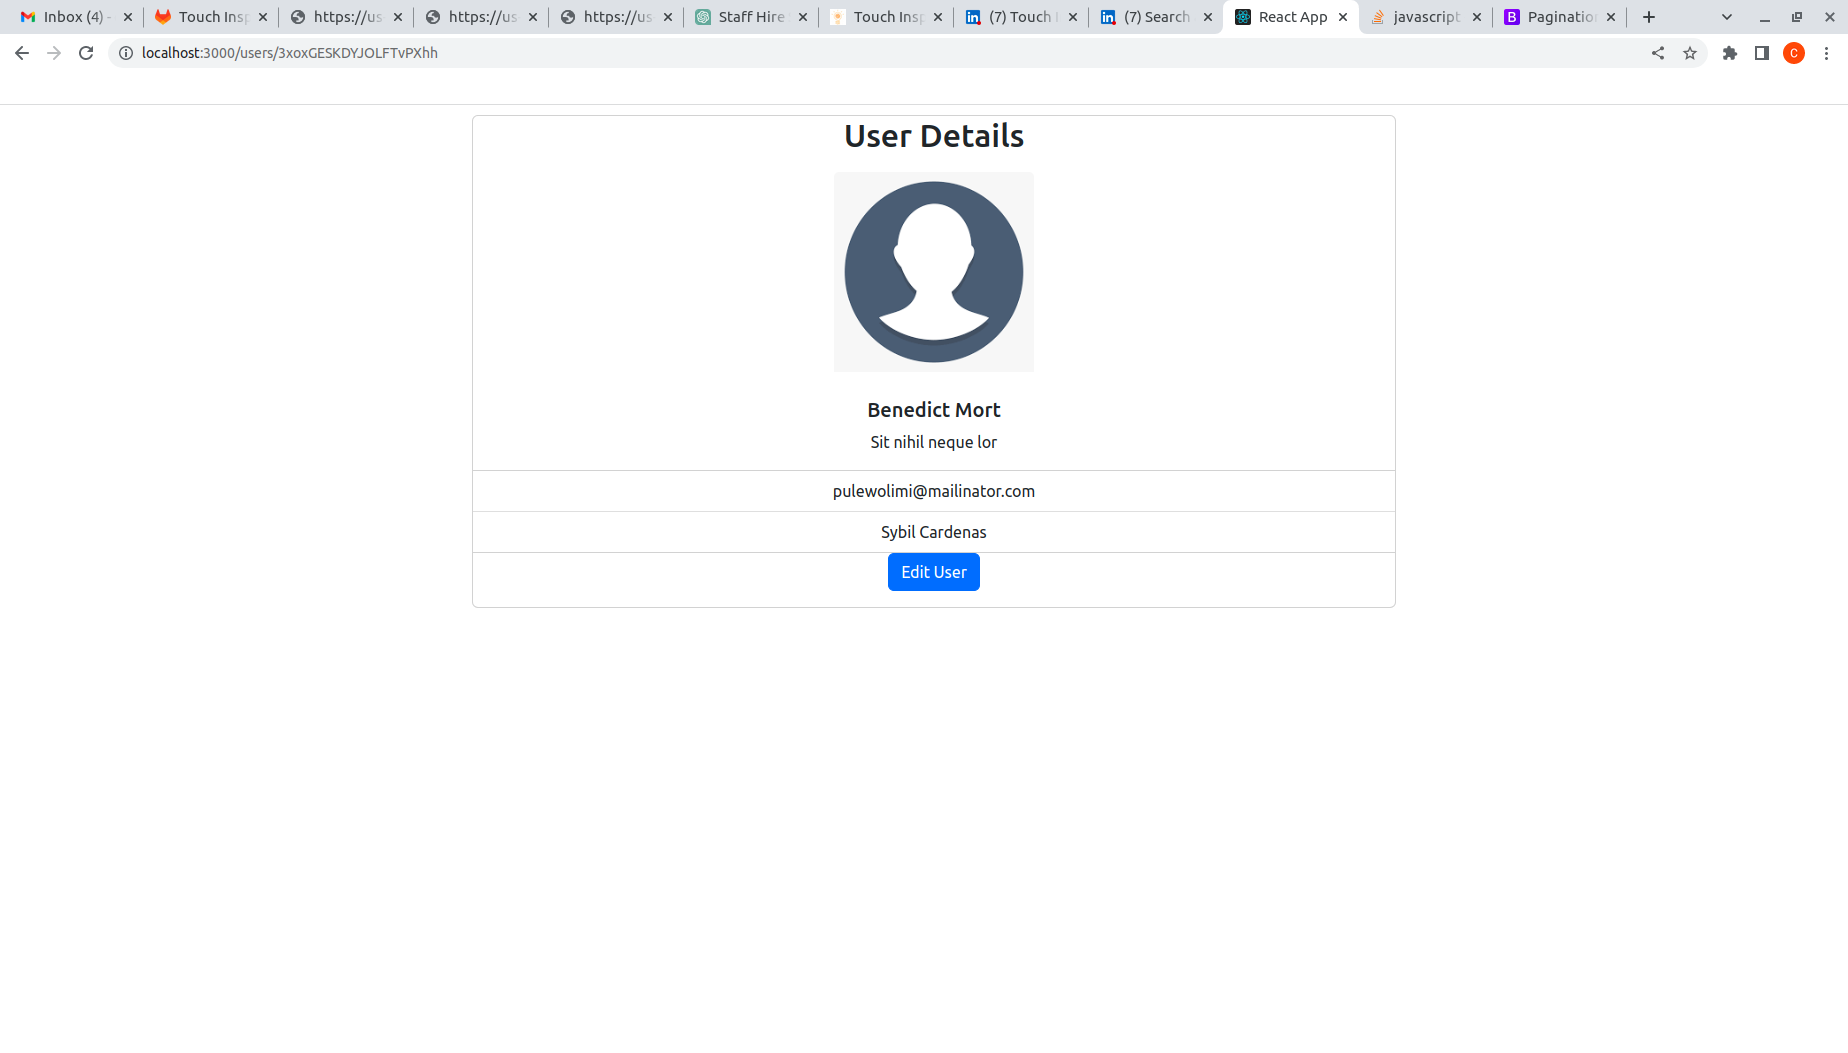 Inbox (4) -
Touch Insp
https://us
https://us
https://us
Staff Hire
Touch Insp
(7) Touch
(7) Search
React App
javascript
Pagination
localhost:3000/users/3xoxGESKDYJOLFTvPXhh
C
User Details
Benedict Mort
Sit nihil neque lor
pulewolimi@mailinator.com
Sybil Cardenas
Edit User